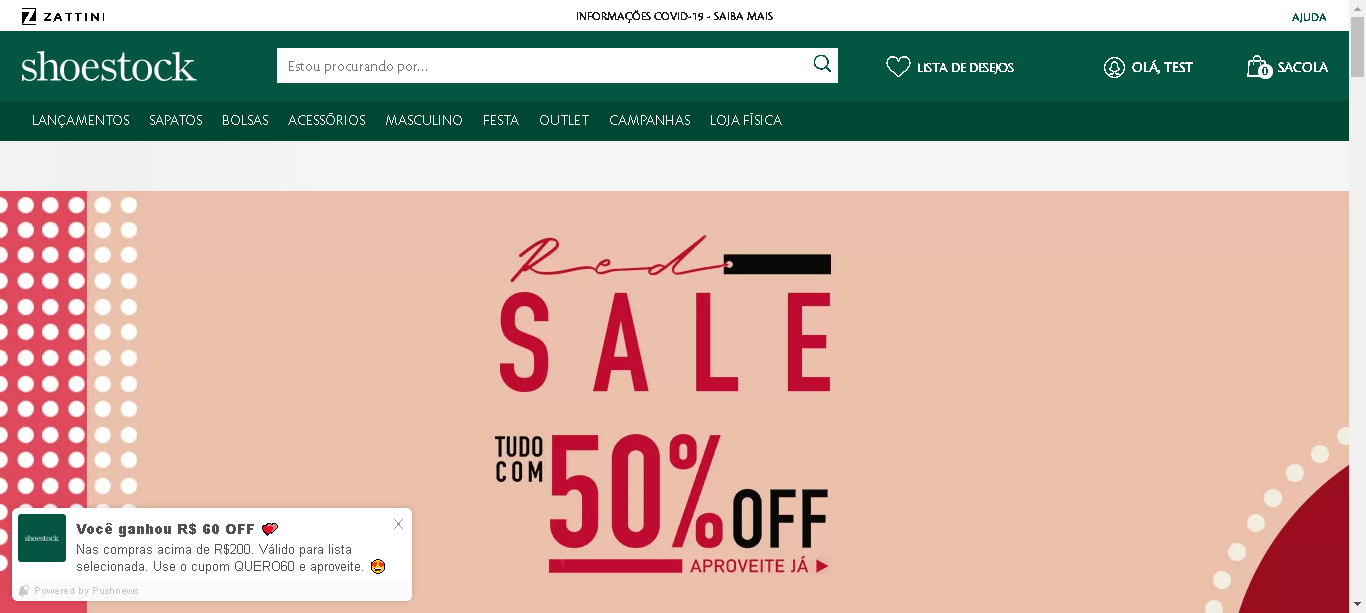 ZATTINI
INFORMAÇÕES COVID-19 - SAIBA MAIS
AJUDA
shoestock
Estou procurando por...
LISTA DE DESEJOS
OLÁ, TEST
0
SACOLA
LANÇAMENTOS SAPATOS BOLSAS ACESSÓRIOS MASCULINO FESTA OUTLET CAMPANHAS LOJA FÍSICA
Red
SALE
TUDO
COM
50% OFF
APROVEITE JÁ
shoestock
Você ganhou R$ 60 OFF
Nas compras acima de R$200. Válido para lista
selecionada. Use o cupom QUERO60 e aproveite.
Powered by Pushnews